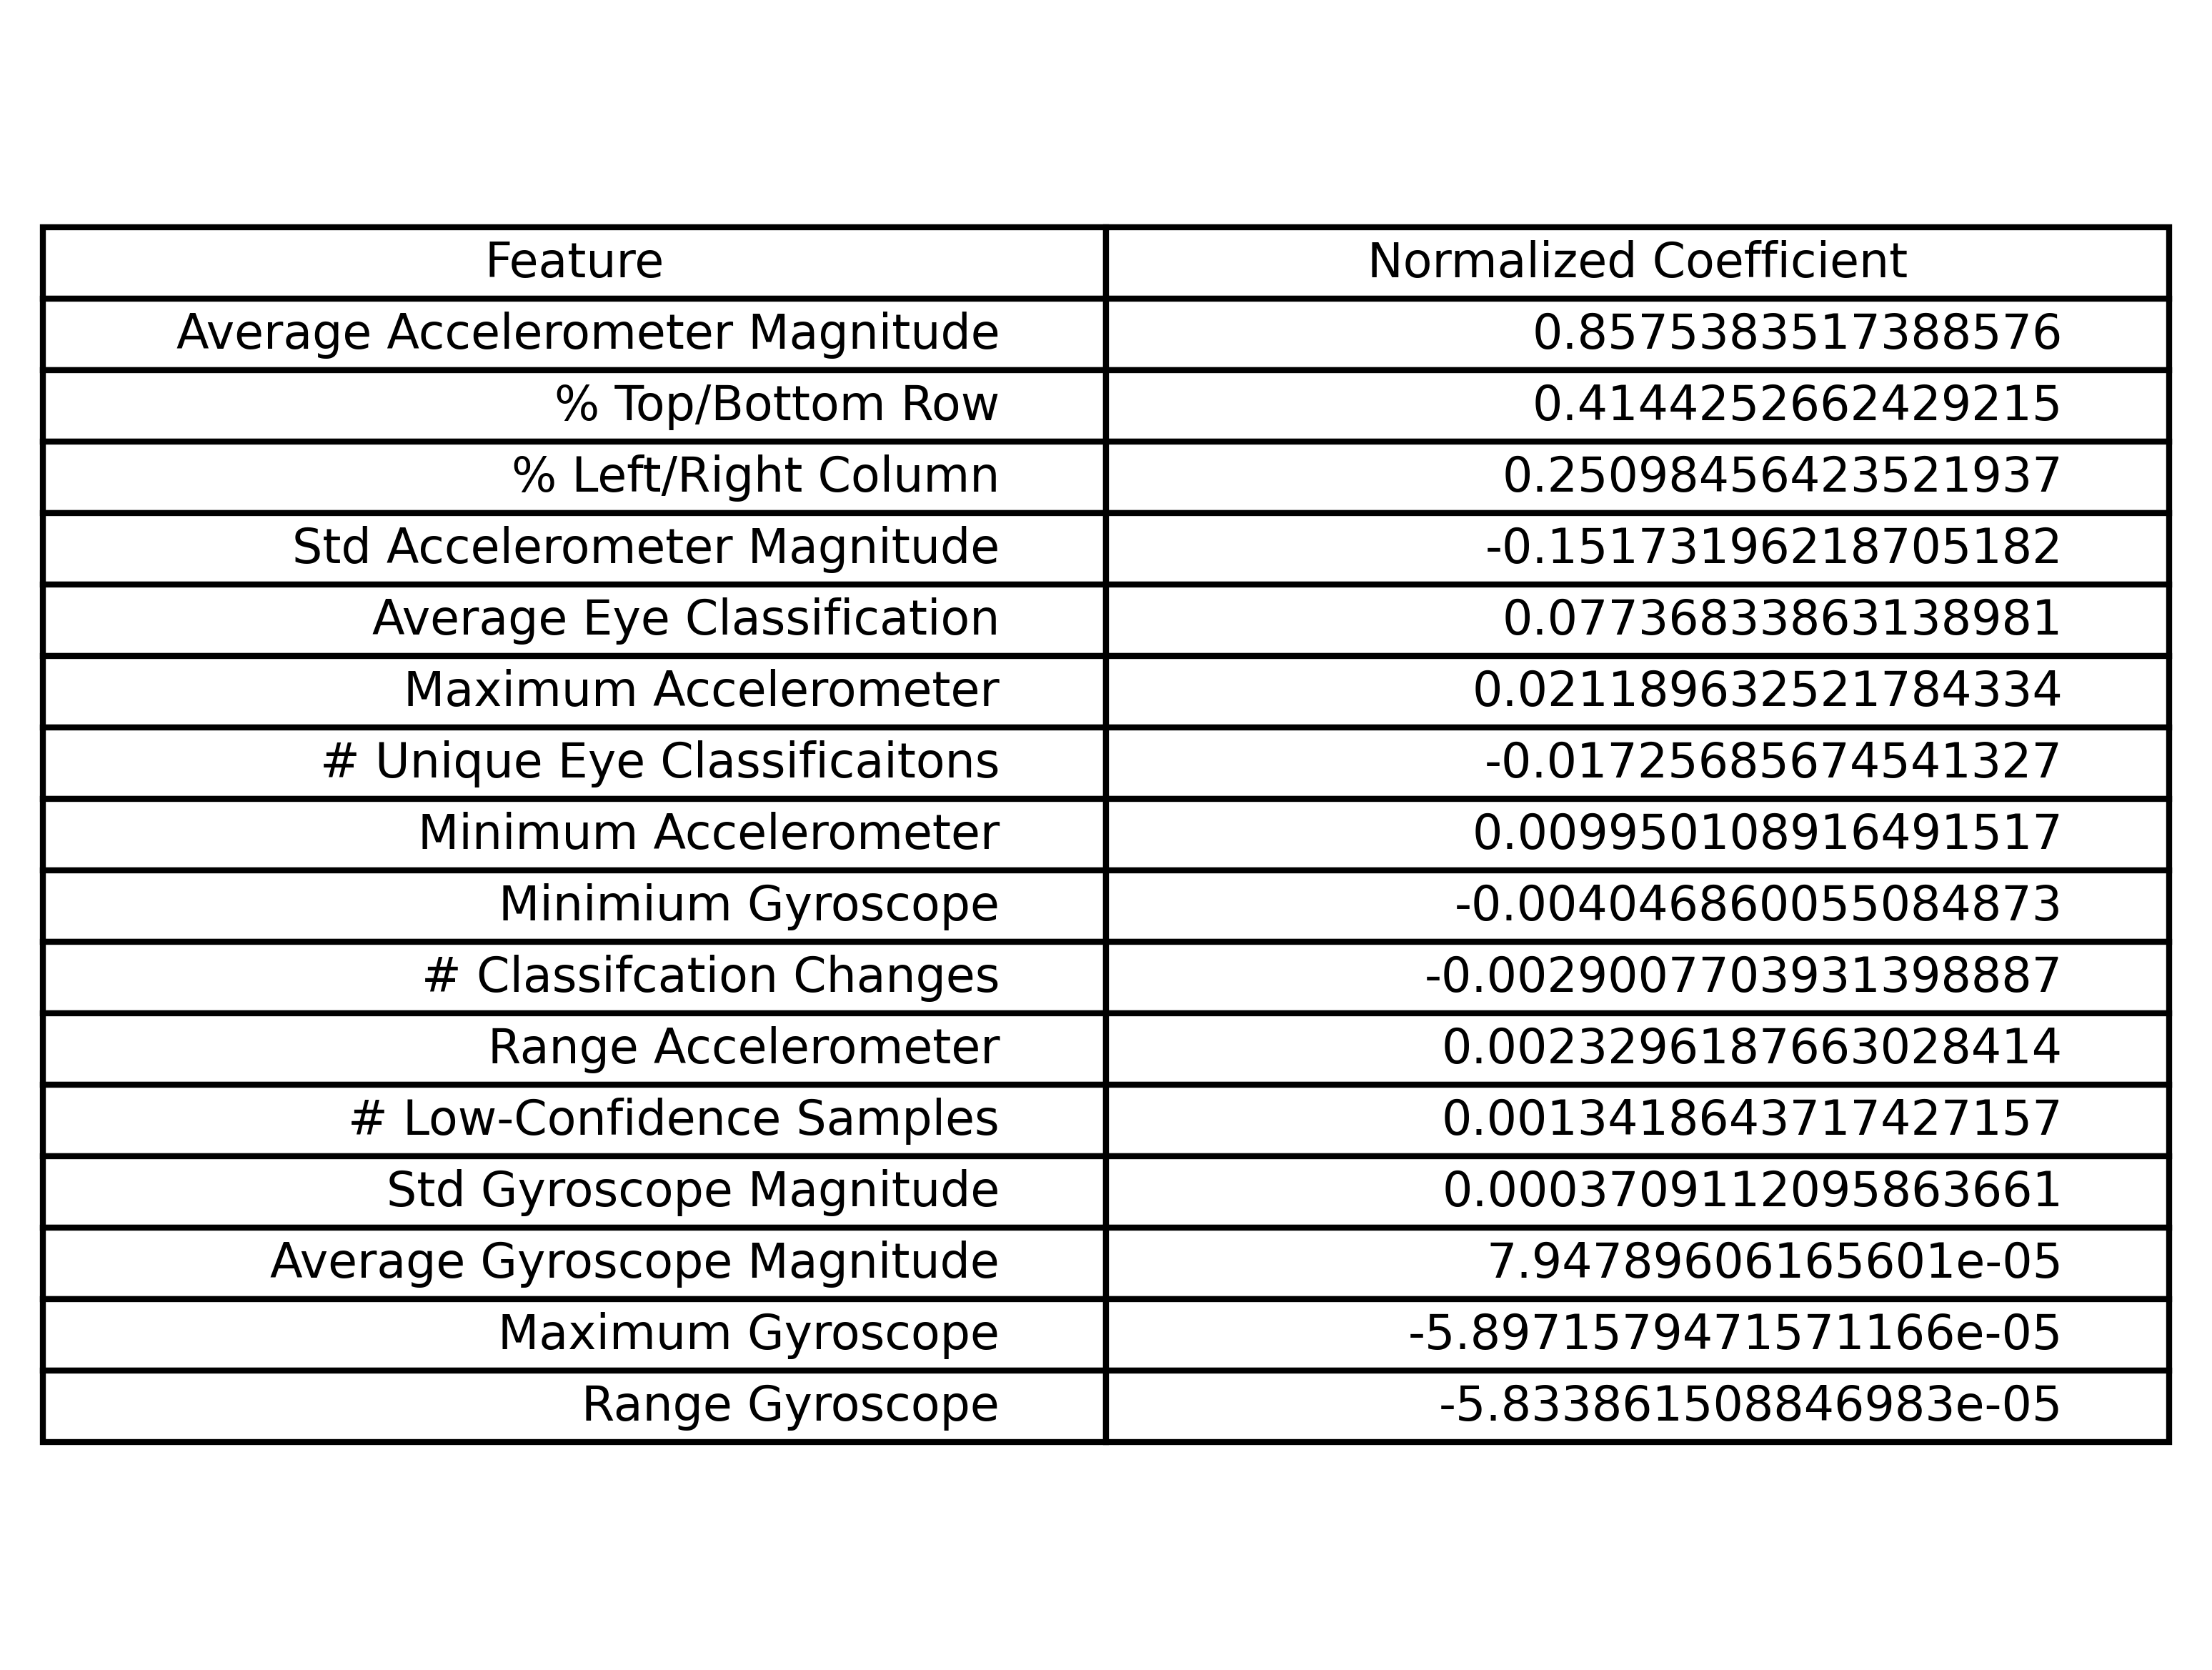 Feature Normalized Coefficient
Average Accelerometer Magnitude 0.8575383517388576
% Top/Bottom Row 0.4144252662429215
% Left/Right Column 0.25098456423521937
Std Accelerometer Magnitude -0.15173196218705182
Average Eye Classification 0.07736833863138981
Maximum Accelerometer 0.021189632521784334
# Unique Eye Classificaitons -0.01725685674541327
Minimum Accelerometer 0.009950108916491517
Minimium Gyroscope -0.004046860055084873
# Classifcation Changes -0.0029007703931398887
Range Accelerometer 0.0023296187663028414
# Low-Confidence Samples 0.0013418643717427157
Std Gyroscope Magnitude 0.0003709112095863661
Average Gyroscope Magnitude 7.94789606165601e-05
Maximum Gyroscope -5.8971579471571166e-05
Range Gyroscope -5.833861508846983e-05